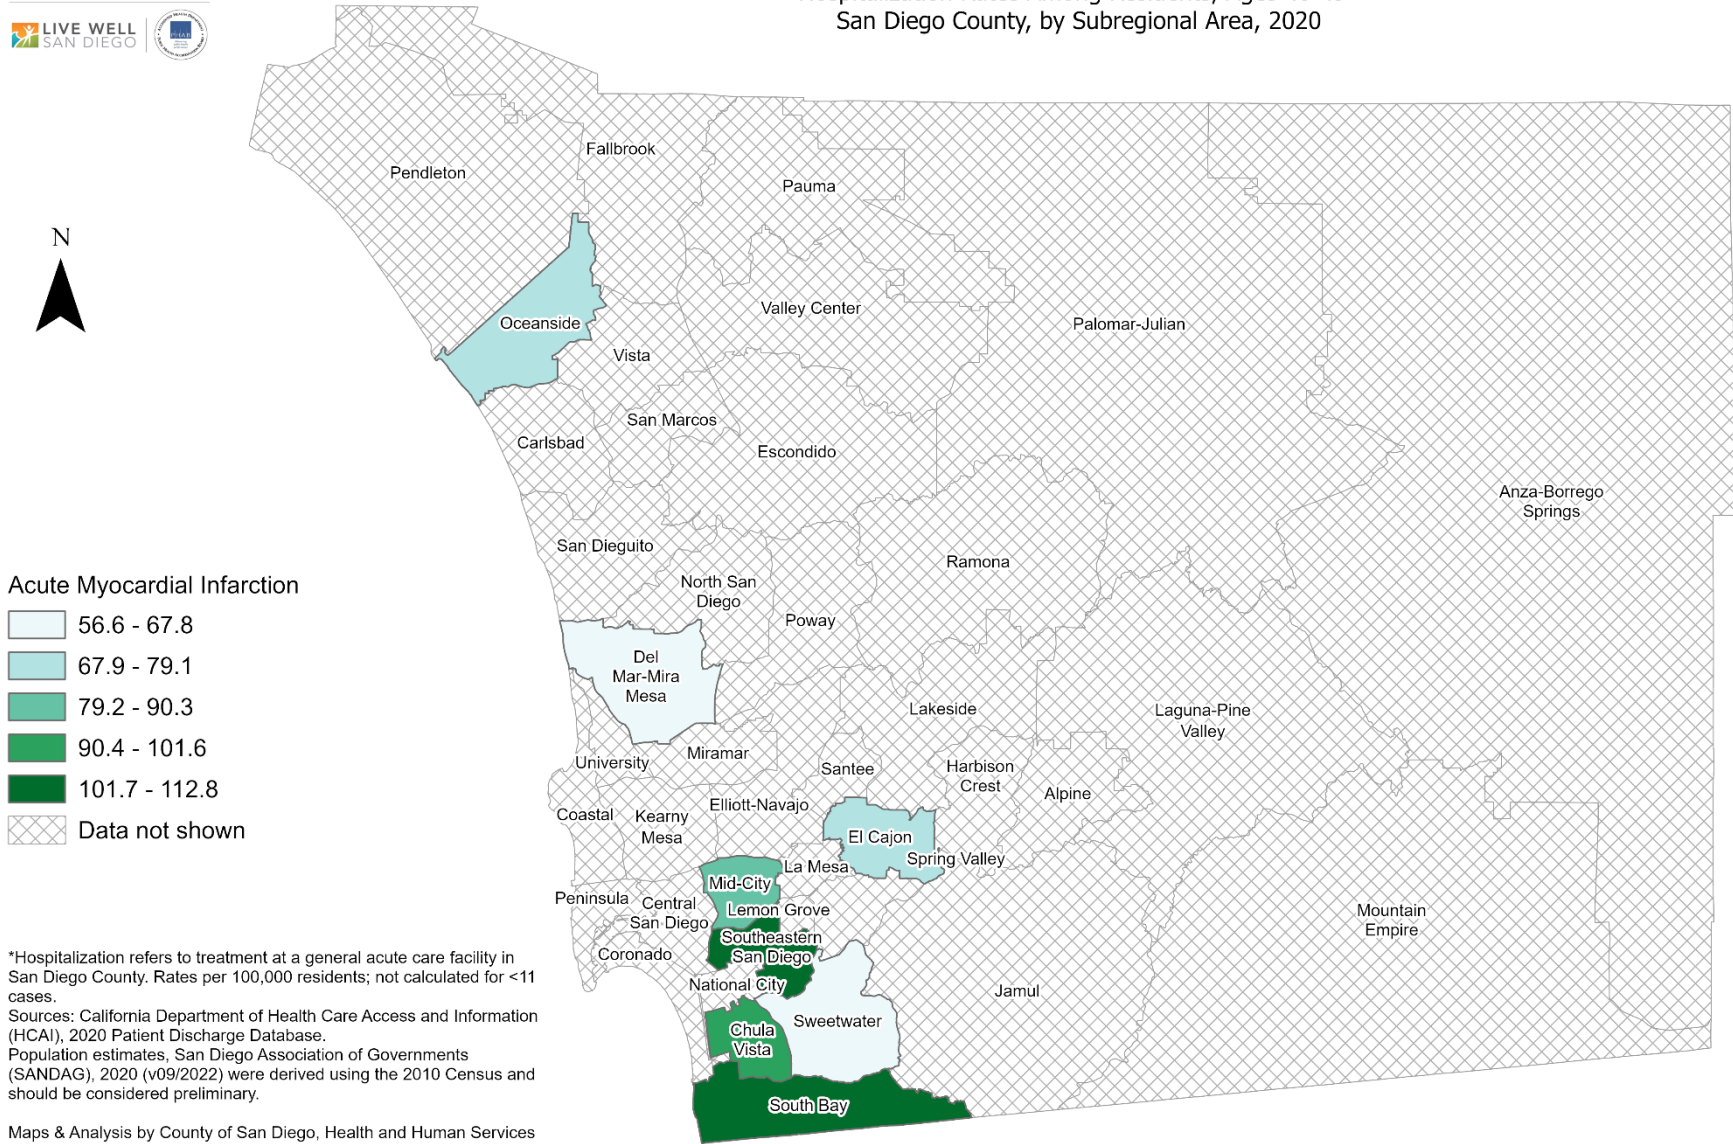 LIVE WELL
SAN DIEGO
San Diego County, by Subregional Area, 2020
N
Fallbrook
Pendleton
Pauma
Oceanside
Valley Center
Palomar-Julian
Vista
San Marcos
Carlsbad
Escondido
Anza-Borrego
Springs
San Dieguito
Ramona
North San
Diego
Poway
Del
Mar-Mira
Mesa
Lakeside
Laguna-Pine
Valley
Miramar
University
Santee
Harbison
Crest
Alpine
Elliott-Navajo
Coastal
Kearny
Mesa
El Cajon
Spring Valley
La Mesa
Mid-City
Peninsula
Central
San Diego
Lemon Grove
Mountain
Empire
Southeastern
San Diego
Coronado
National City
Jamul
Sweetwater
Chula
Vista
South Bay
Acute Myocardial Infarction
56.6 - 67.8
67.9 - 79.1
79.2 - 90.3
90.4 - 101.6
101.7 - 112.8
Data not shown
*Hospitalization refers to treatment at a general acute care facility in
San Diego County. Rates per 100,000 residents; not calculated for <11
cases.
Sources: California Department of Health Care Access and Information
(HCAI), 2020 Patient Discharge Database.
Population estimates, San Diego Association of Governments
(SANDAG), 2020 (v09/2022) were derived using the 2010 Census and
should be considered preliminary.
Maps & Analysis by County of San Diego, Health and Human Services